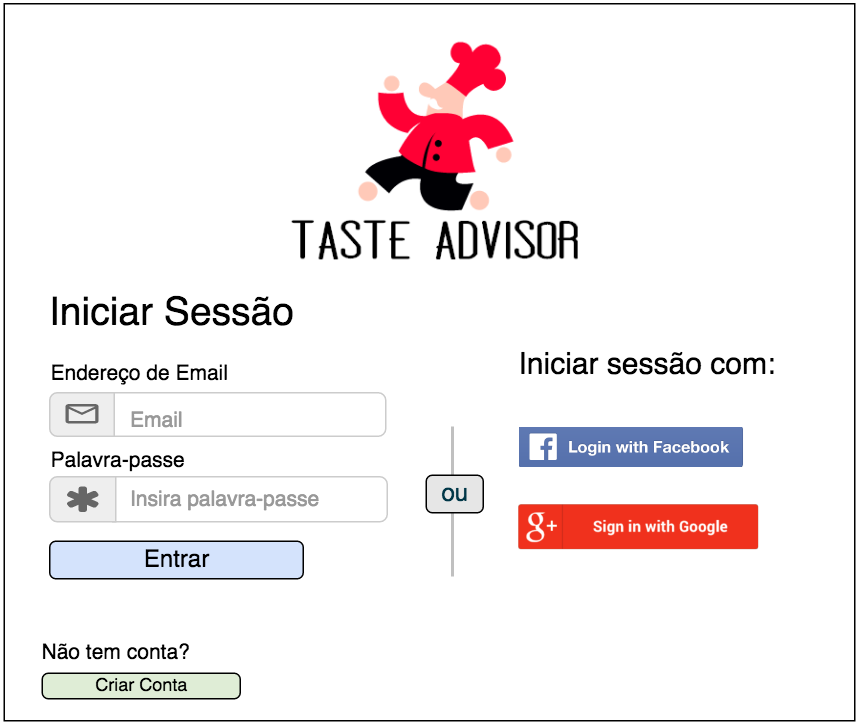 TASTE ADVISOR
Iniciar Sessão
Endereço de Email
Email
Palavra-passe
Insira palavra-passe
Entrar
ou
Iniciar sessão com:
f Login with Facebook
g+ Sign in with Google
Não tem conta?
Criar Conta